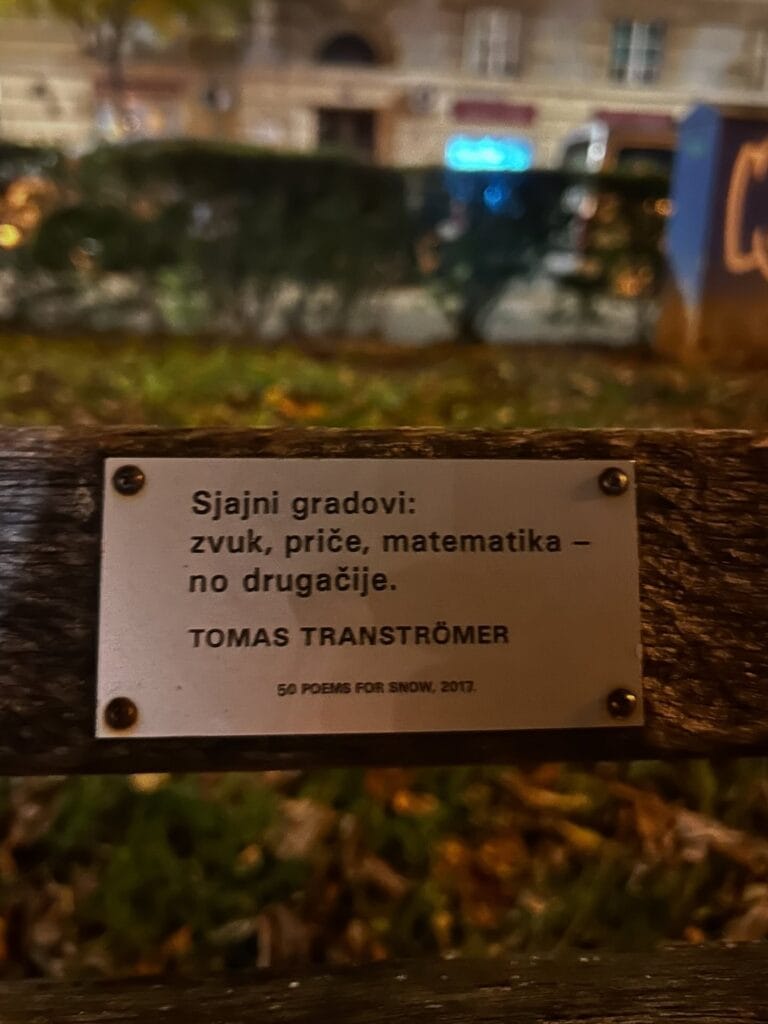 Sjajni gradovi:
zvuk, priče, matematika –
no drugačije.
TOMAS TRANSTRÖMER
50 POEMS FOR SNOW, 2017.